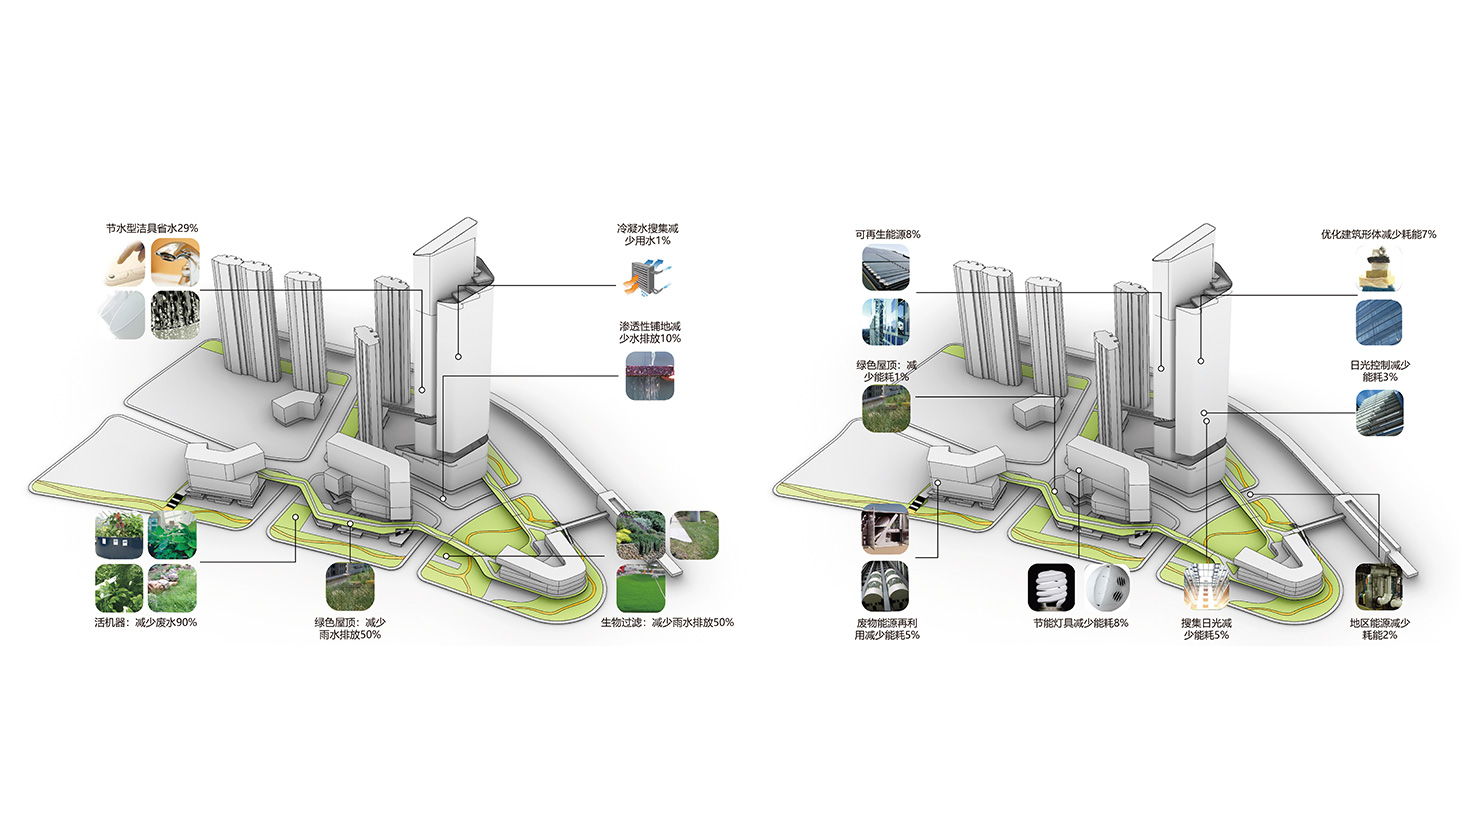 节水型洁具省水29%
冷凝水搜集减
少用水1%
渗透性铺地减
少水排放10%
活机器：减少废水90%
绿色屋顶：减少
雨水排放50%
生物过滤：减少雨水排放50%
可再生能源8%
优化建筑形体减少耗能7%
绿色屋顶：减
少能耗1%
日光控制减少
能耗3%
废物能源再利
用减少能耗5%
节能灯具减少能耗8%
搜集日光减
少能耗5%
地区能源减少
耗能2%